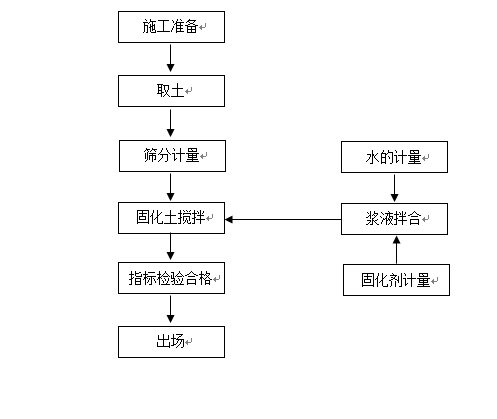 施工准备
取土
筛分计量
水的计量
固化土搅拌
浆液拌合
指标检验合格
固化剂计量
出场